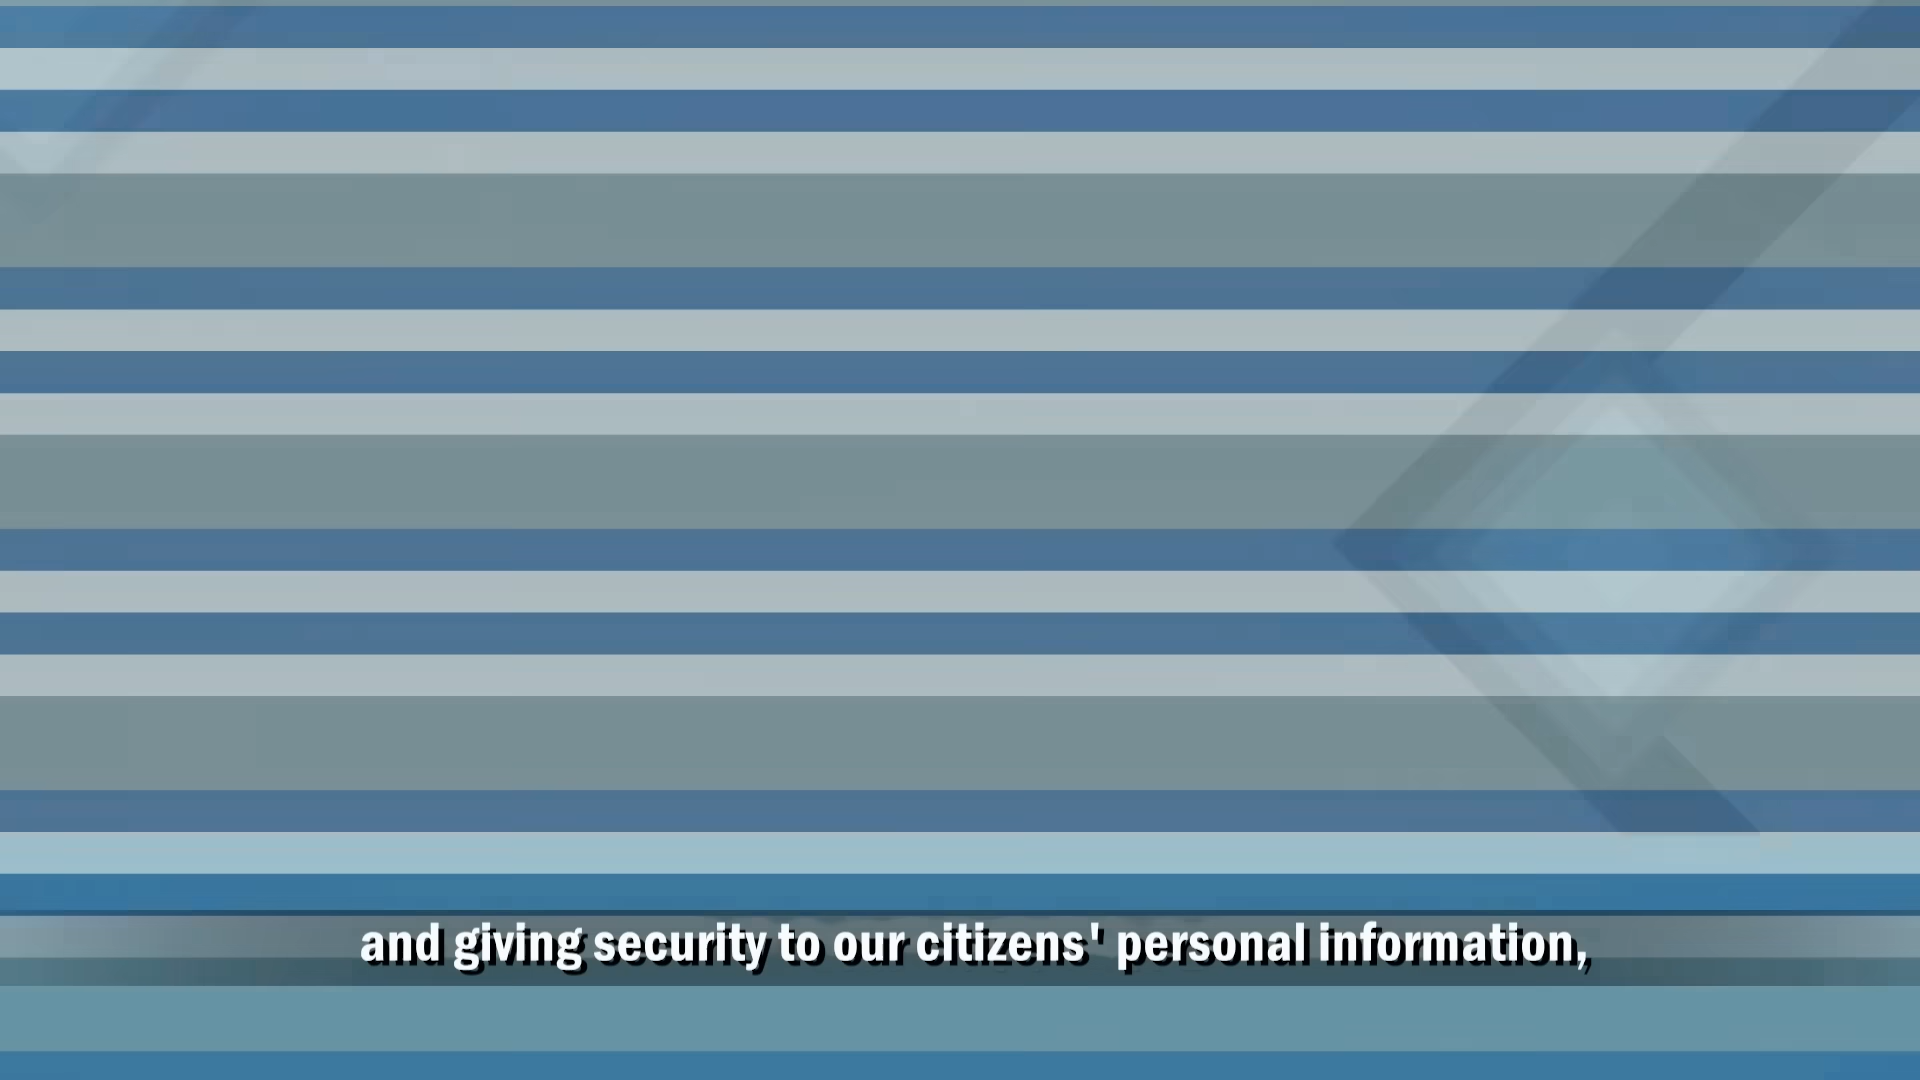 and giving security to our citizens' personal information,